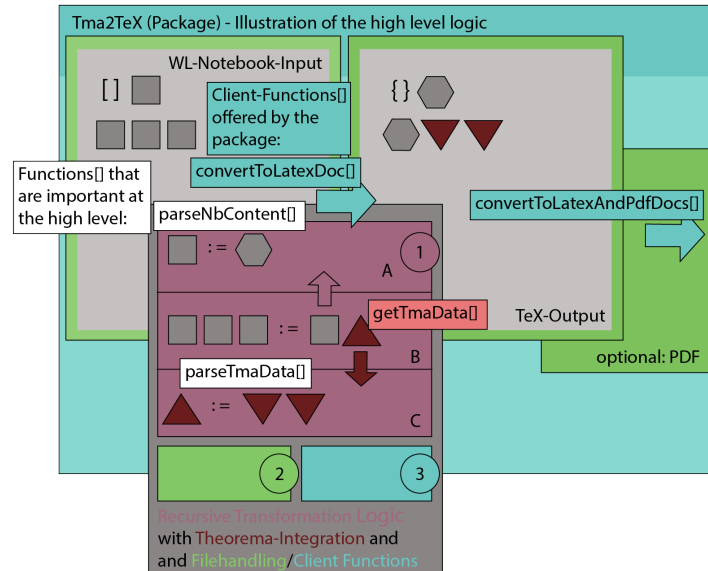 Tma2TeX (Package) - Illustration of the high level logic
WL-Notebook-Input
[ ]
{ }
Client-Functions[]
offered by the
package:
convertToLatexDoc[]
Functions[] that
are important at
the high level:
convertToLatexAndPdfDocs[]
parseNbContent[]
:=
1
A
getTmaData[]
TeX-Output
:=
B
optional: PDF
parseTmaData[]
:=
C
2
3
Recursive Transformation Logic
with Theorema-Integration and
and Filehandling/Client Functions